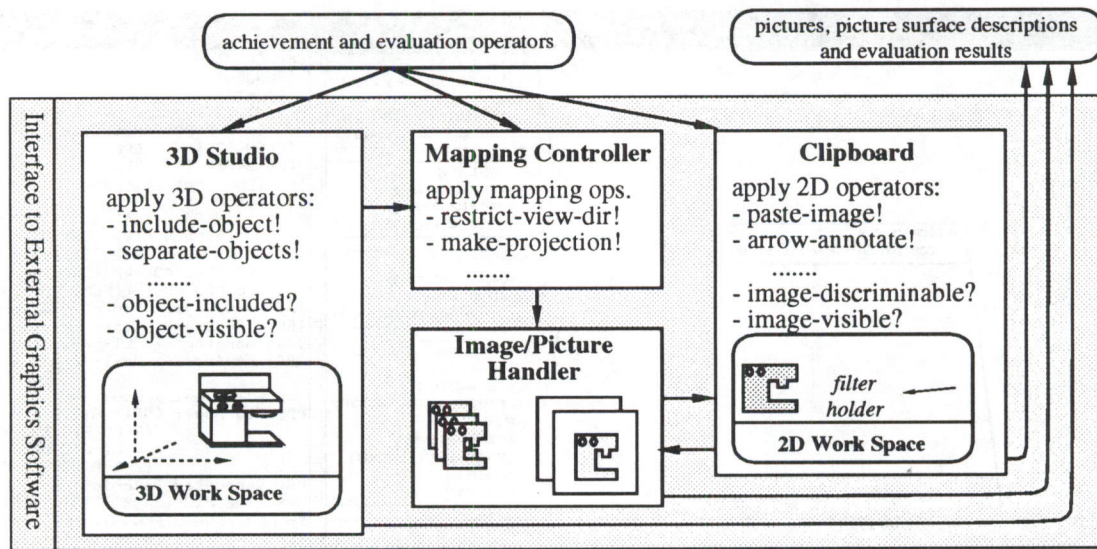 achievement and evaluation operators
pictures, picture surface descriptions
and evaluation results
Interface to External Graphics Software
3D Studio
apply 3D operators:
- include-object!
- separate-objects!
.......
- object-included?
- object-visible?
3D Work Space
Mapping Controller
apply mapping ops.
- restrict-view-dir!
- make-projection!
.......
Image/Picture
Handler
Clipboard
apply 2D operators:
- paste-image!
- arrow-annotate!
.......
- image-discriminable?
- image-visible?
filter
holder
2D Work Space